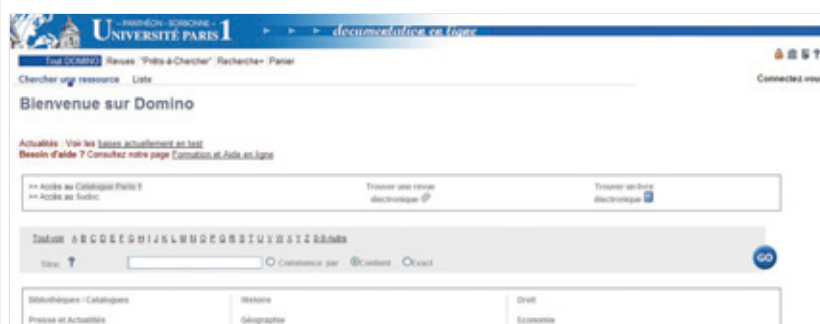 - PANTHÉON - SORBONNE -
UNIVERSITÉ PARIS 1 documentation en ligne
Tout DOMINO Revues "Prêts-à-Chercher" Recherche+ Panier
Chercher une ressource Liste
Connectez-vous
Bienvenue sur Domino
Actualités : Voir les bases actuellement en test
Besoin d'aide ? Consultez notre page Formation et Aide en ligne
>> Accès au Catalogue Paris 1 Trouver une revue Trouver un livre
>> Accès au Sudoc électronique électronique
Tout voir A B C D E F G H I J K L M N O P Q R S T U V W X Y Z 0-9
Titre ? Commence par Contient Exact GO
Bibliothèques / Catalogues Histoire Droit
Presse et Actualités Géographie Economie